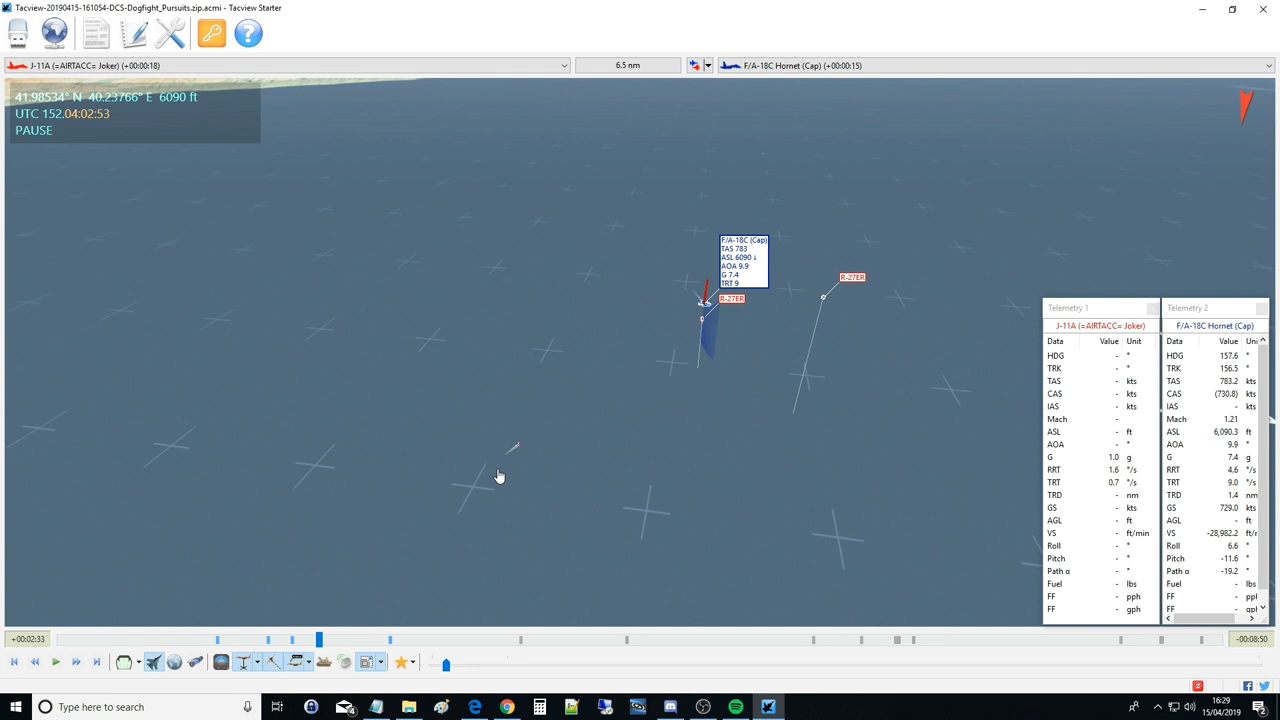 Tacview-20190415-161054-DCS-Dogfight_Pursuits.zip.acmi - Tacview Starter
J-11A (=AIRTACC= Joker) (+00:00:18)
6.5 nm
F/A-18C Hornet (Cap) (+00:00:15)
41.98534° N  40.23766° E  6090 ft
UTC 152.04:02:53
PAUSE
F/A-18C (Cap)
TAS 783
ASL 6090 ↓
AOA 9.9
G 7.4
TRT 9
R-27ER
R-27ER
Telemetry 1
J-11A (=AIRTACC= Joker)
Data Value Unit
HDG - °
TRK - °
TAS - kts
CAS - kts
IAS - kts
Mach -
ASL - ft
AOA - °
G 1.0 g
RRT 1.6 °/s
TRT 0.7 °/s
TRD - nm
GS - kts
AGL - ft
VS - ft/min
Roll - °
Pitch - °
Path α - °
Fuel - lbs
FF - pph
FF - gph
Telemetry 2
F/A-18C Hornet (Cap)
Data Value Uni
HDG 157.6 °
TRK 156.5 °
TAS 783.2 kts
CAS (730.8) kts
IAS - kts
Mach 1.21
ASL 6,090.3 ft
AOA 9.9 °
G 7.4 g
RRT 4.6 °/s
TRT 9.0 °/s
TRD 1.4 nm
GS 729.0 kts
AGL - ft
VS -28,982.2 ft/r
Roll 6.6 °
Pitch -11.6 °
Path α -19.2 °
Fuel - lbs
FF - pph
FF - gph
+00:02:33
-00:08:50
Type here to search
4
16:29
15/04/2019
2